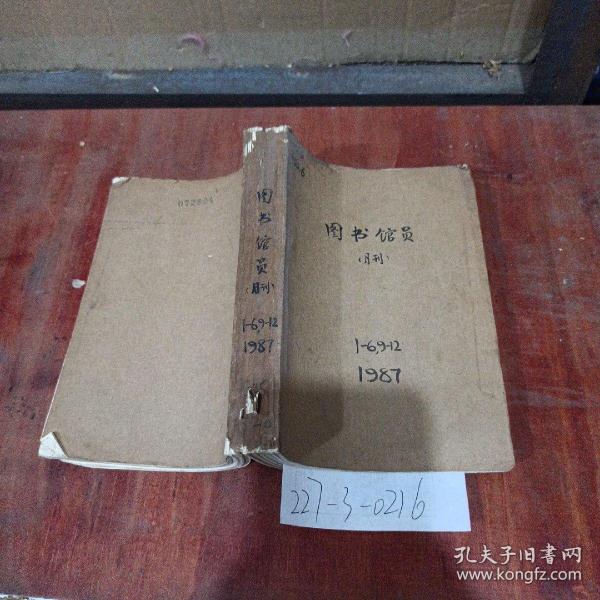 072804
图
书
馆
员
(月刊)
1-6,9-12
1987
图书馆员
(月刊)
1-6,9-12
1987
227-3-0216
孔夫子旧书网
www.kongfz.com